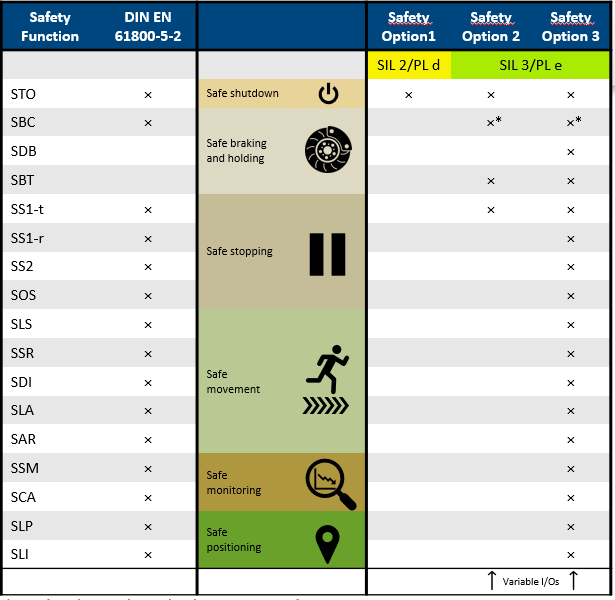 Safety Function DIN EN 61800-5-2 Safety Option1 Safety Option 2 Safety Option 3
SIL 2/PL d SIL 3/PL e
STO × Safe shutdown × × ×
SBC × Safe braking and holding ×* ×*
SDB ×
SBT × ×
SS1-t × Safe stopping × ×
SS1-r × ×
SS2 × ×
SOS × ×
SLS × Safe movement ×
SSR × ×
SDI × ×
SLA × ×
SAR × ×
SSM × Safe monitoring ×
SCA × ×
SLP × Safe positioning ×
SLI × ×
↑ Variable I/Os ↑